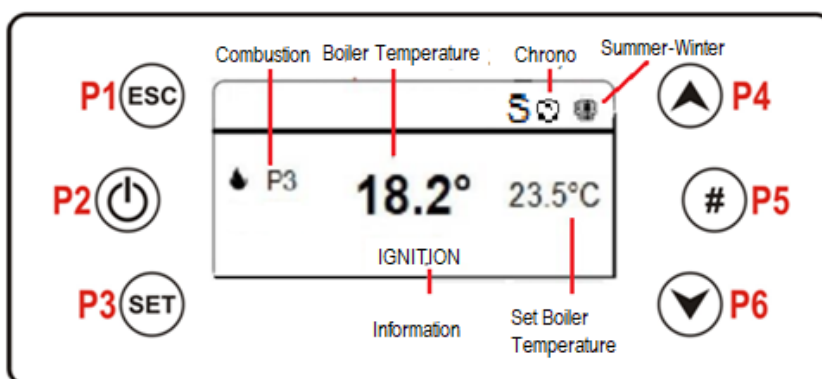 Combustion Boiler Temperature Chrono Summer-Winter
P1 ESC P4
S
P3 18.2° 23.5°C
P2 # P5
IGNITION
P3 SET P6
Information Set Boiler
Temperature